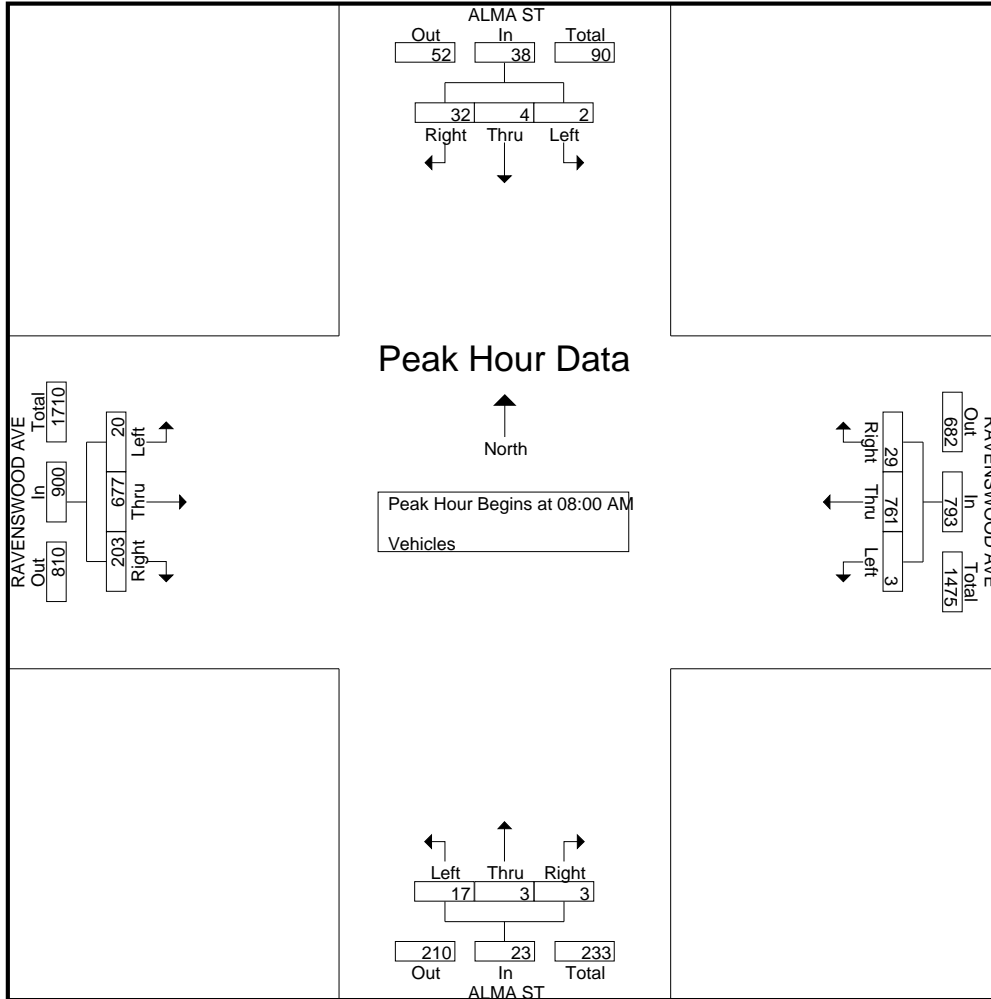 ALMA ST
Out In Total
52 38 90
32 4 2
Right Thru Left
Peak Hour Data
North
Peak Hour Begins at 08:00 AM
Vehicles
RAVENSWOOD AVE
Total In Out
1710 900 810
20 677 203
Left Thru Right
RAVENSWOOD AVE
Out In Total
682 793 1475
29 761 3
Right Thru Left
Left Thru Right
17 3 3
210 23 233
Out In Total
ALMA ST